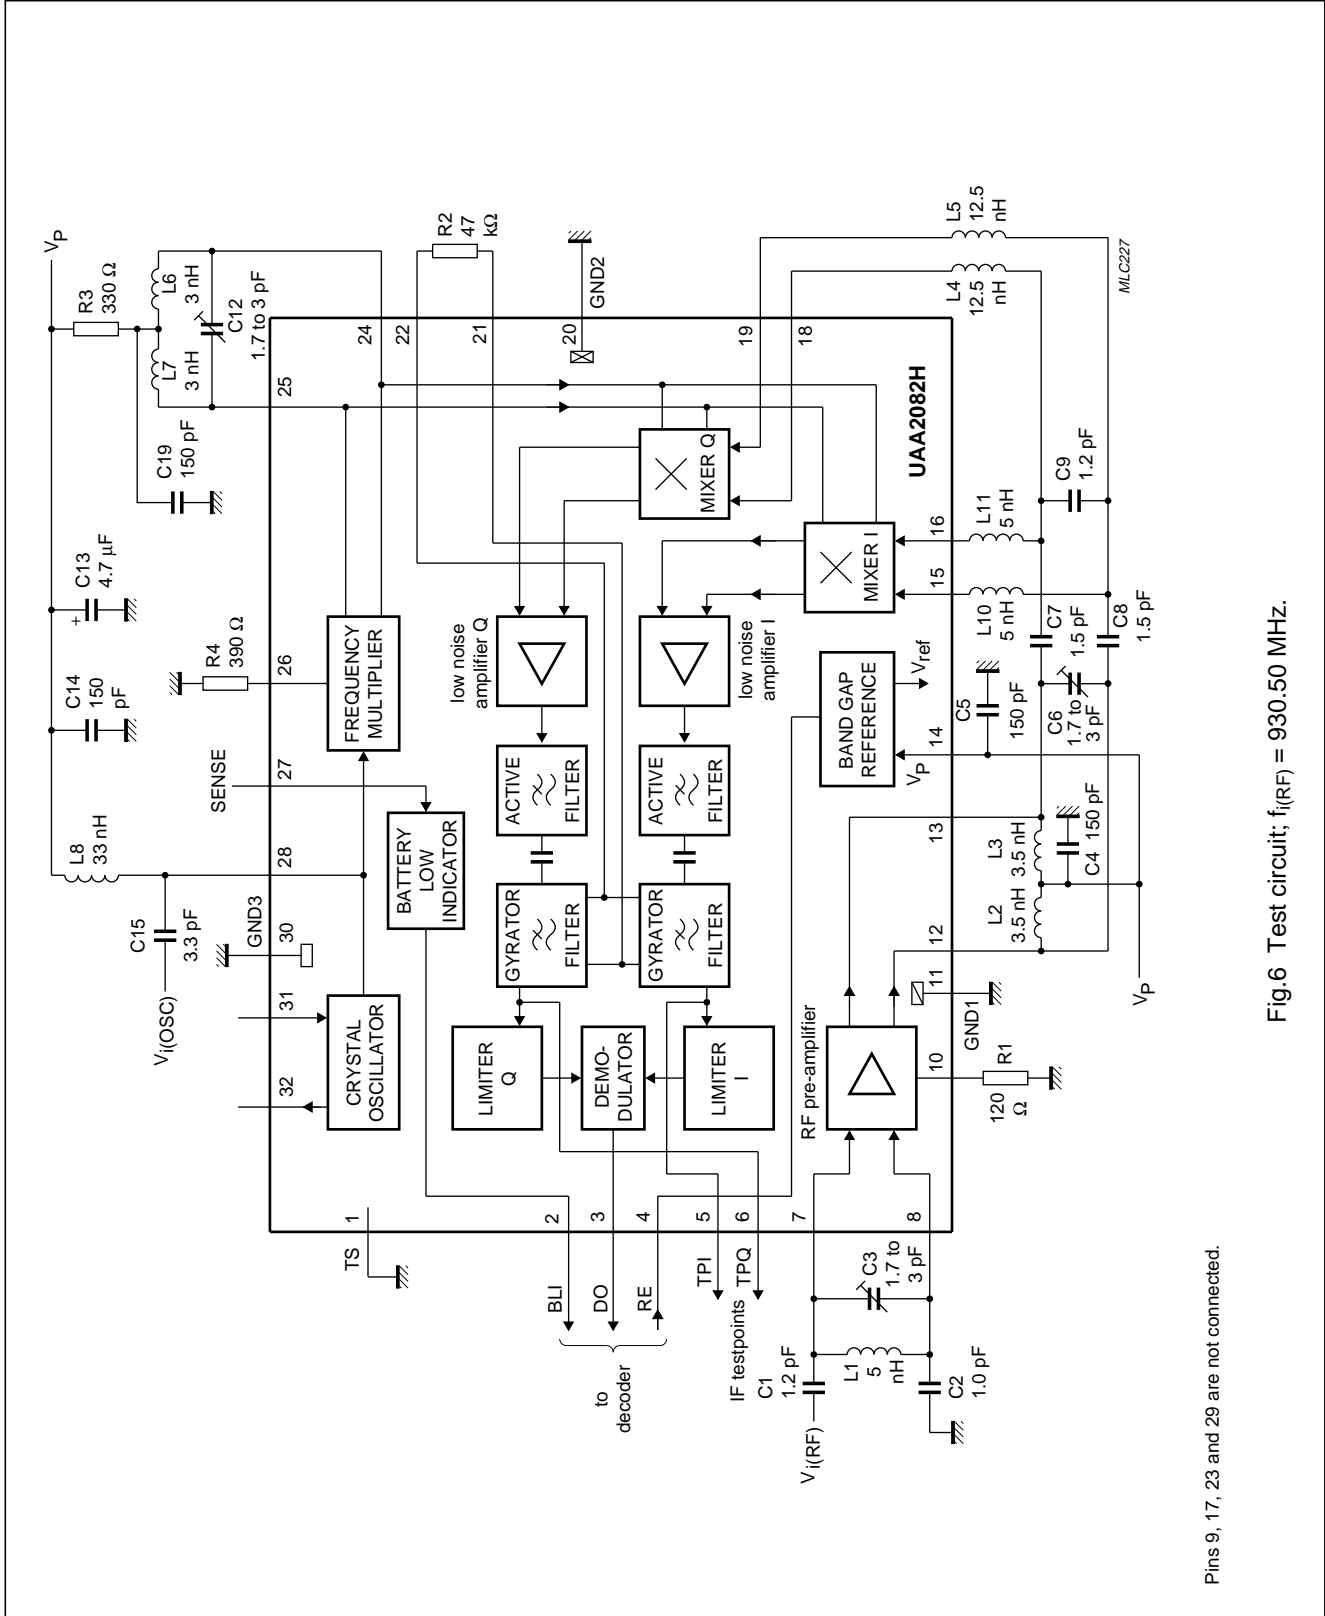 VP
R3
330 Ω
L6
3 nH
L7
3 nH
C12
1.7 to 3 pF
C19
150 pF
C13
4.7 µF
+
C14
150
pF
R4
390 Ω
L8
33 nH
C15
3.3 pF
Vi(OSC)
SENSE
GND3
R2
47
kΩ
GND2
32
31
30
28
27
26
25
24
22
21
20
19
18
CRYSTAL
OSCILLATOR
FREQUENCY
MULTIPLIER
BATTERY
LOW
INDICATOR
LIMITER
Q
GYRATOR
FILTER
ACTIVE
FILTER
low noise
amplifier Q
MIXER Q
DEMO-
DULATOR
LIMITER
I
GYRATOR
FILTER
ACTIVE
FILTER
low noise
amplifier I
MIXER I
RF pre-amplifier
BAND GAP
REFERENCE
Vref
VP
UAA2082H
TS
1
BLI
2
DO
3
RE
4
TPI
5
TPQ
6
7
8
to
decoder
IF testpoints
Vi(RF)
C1
1.2 pF
L1
5
nH
C3
1.7 to
3 pF
C2
1.0 pF
10
11
12
13
14
15
16
120
Ω
R1
GND1
L2
3.5 nH
L3
3.5 nH
C4
150 pF
VP
C5
150 pF
C6
1.7 to
3 pF
C7
1.5 pF
C8
1.5 pF
L10
5 nH
L11
5 nH
C9
1.2 pF
L4
12.5
nH
L5
12.5
nH
MLC227
Pins 9, 17, 23 and 29 are not connected.
Fig.6 Test circuit; fi(RF) = 930.50 MHz.